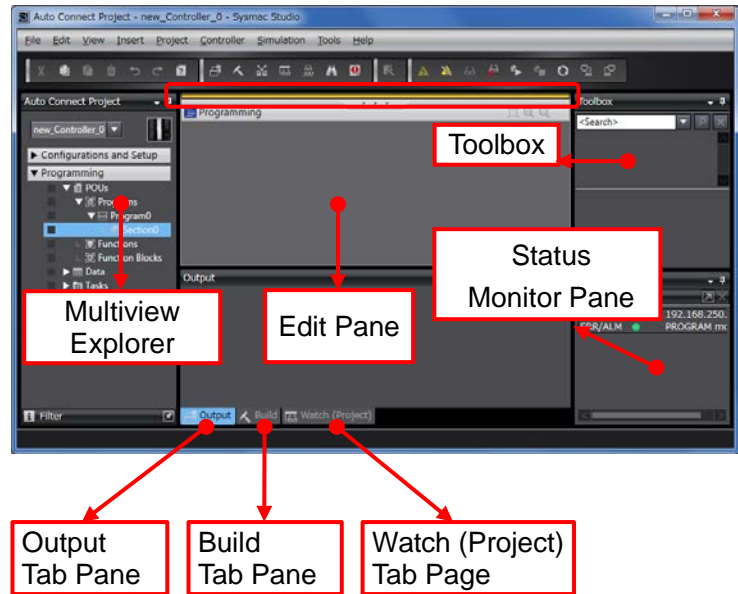 Auto Connect Project - new_Controller_0 - Sysmac Studio
File Edit View Insert Project Controller Simulation Tools Help
Auto Connect Project
new_Controller_0
Configurations and Setup
Programming
POUs
Programs
Program0
Section0
Functions
Function Blocks
Data
Tasks
Multiview
Explorer
Filter
Programming
Edit Pane
Output
Output Build Watch (Project)
Toolbox
<Search>
Toolbox
Status
Monitor Pane
192.168.250.
ERR/ALM PROGRAM mo
Output
Tab Pane
Build
Tab Pane
Watch (Project)
Tab Page